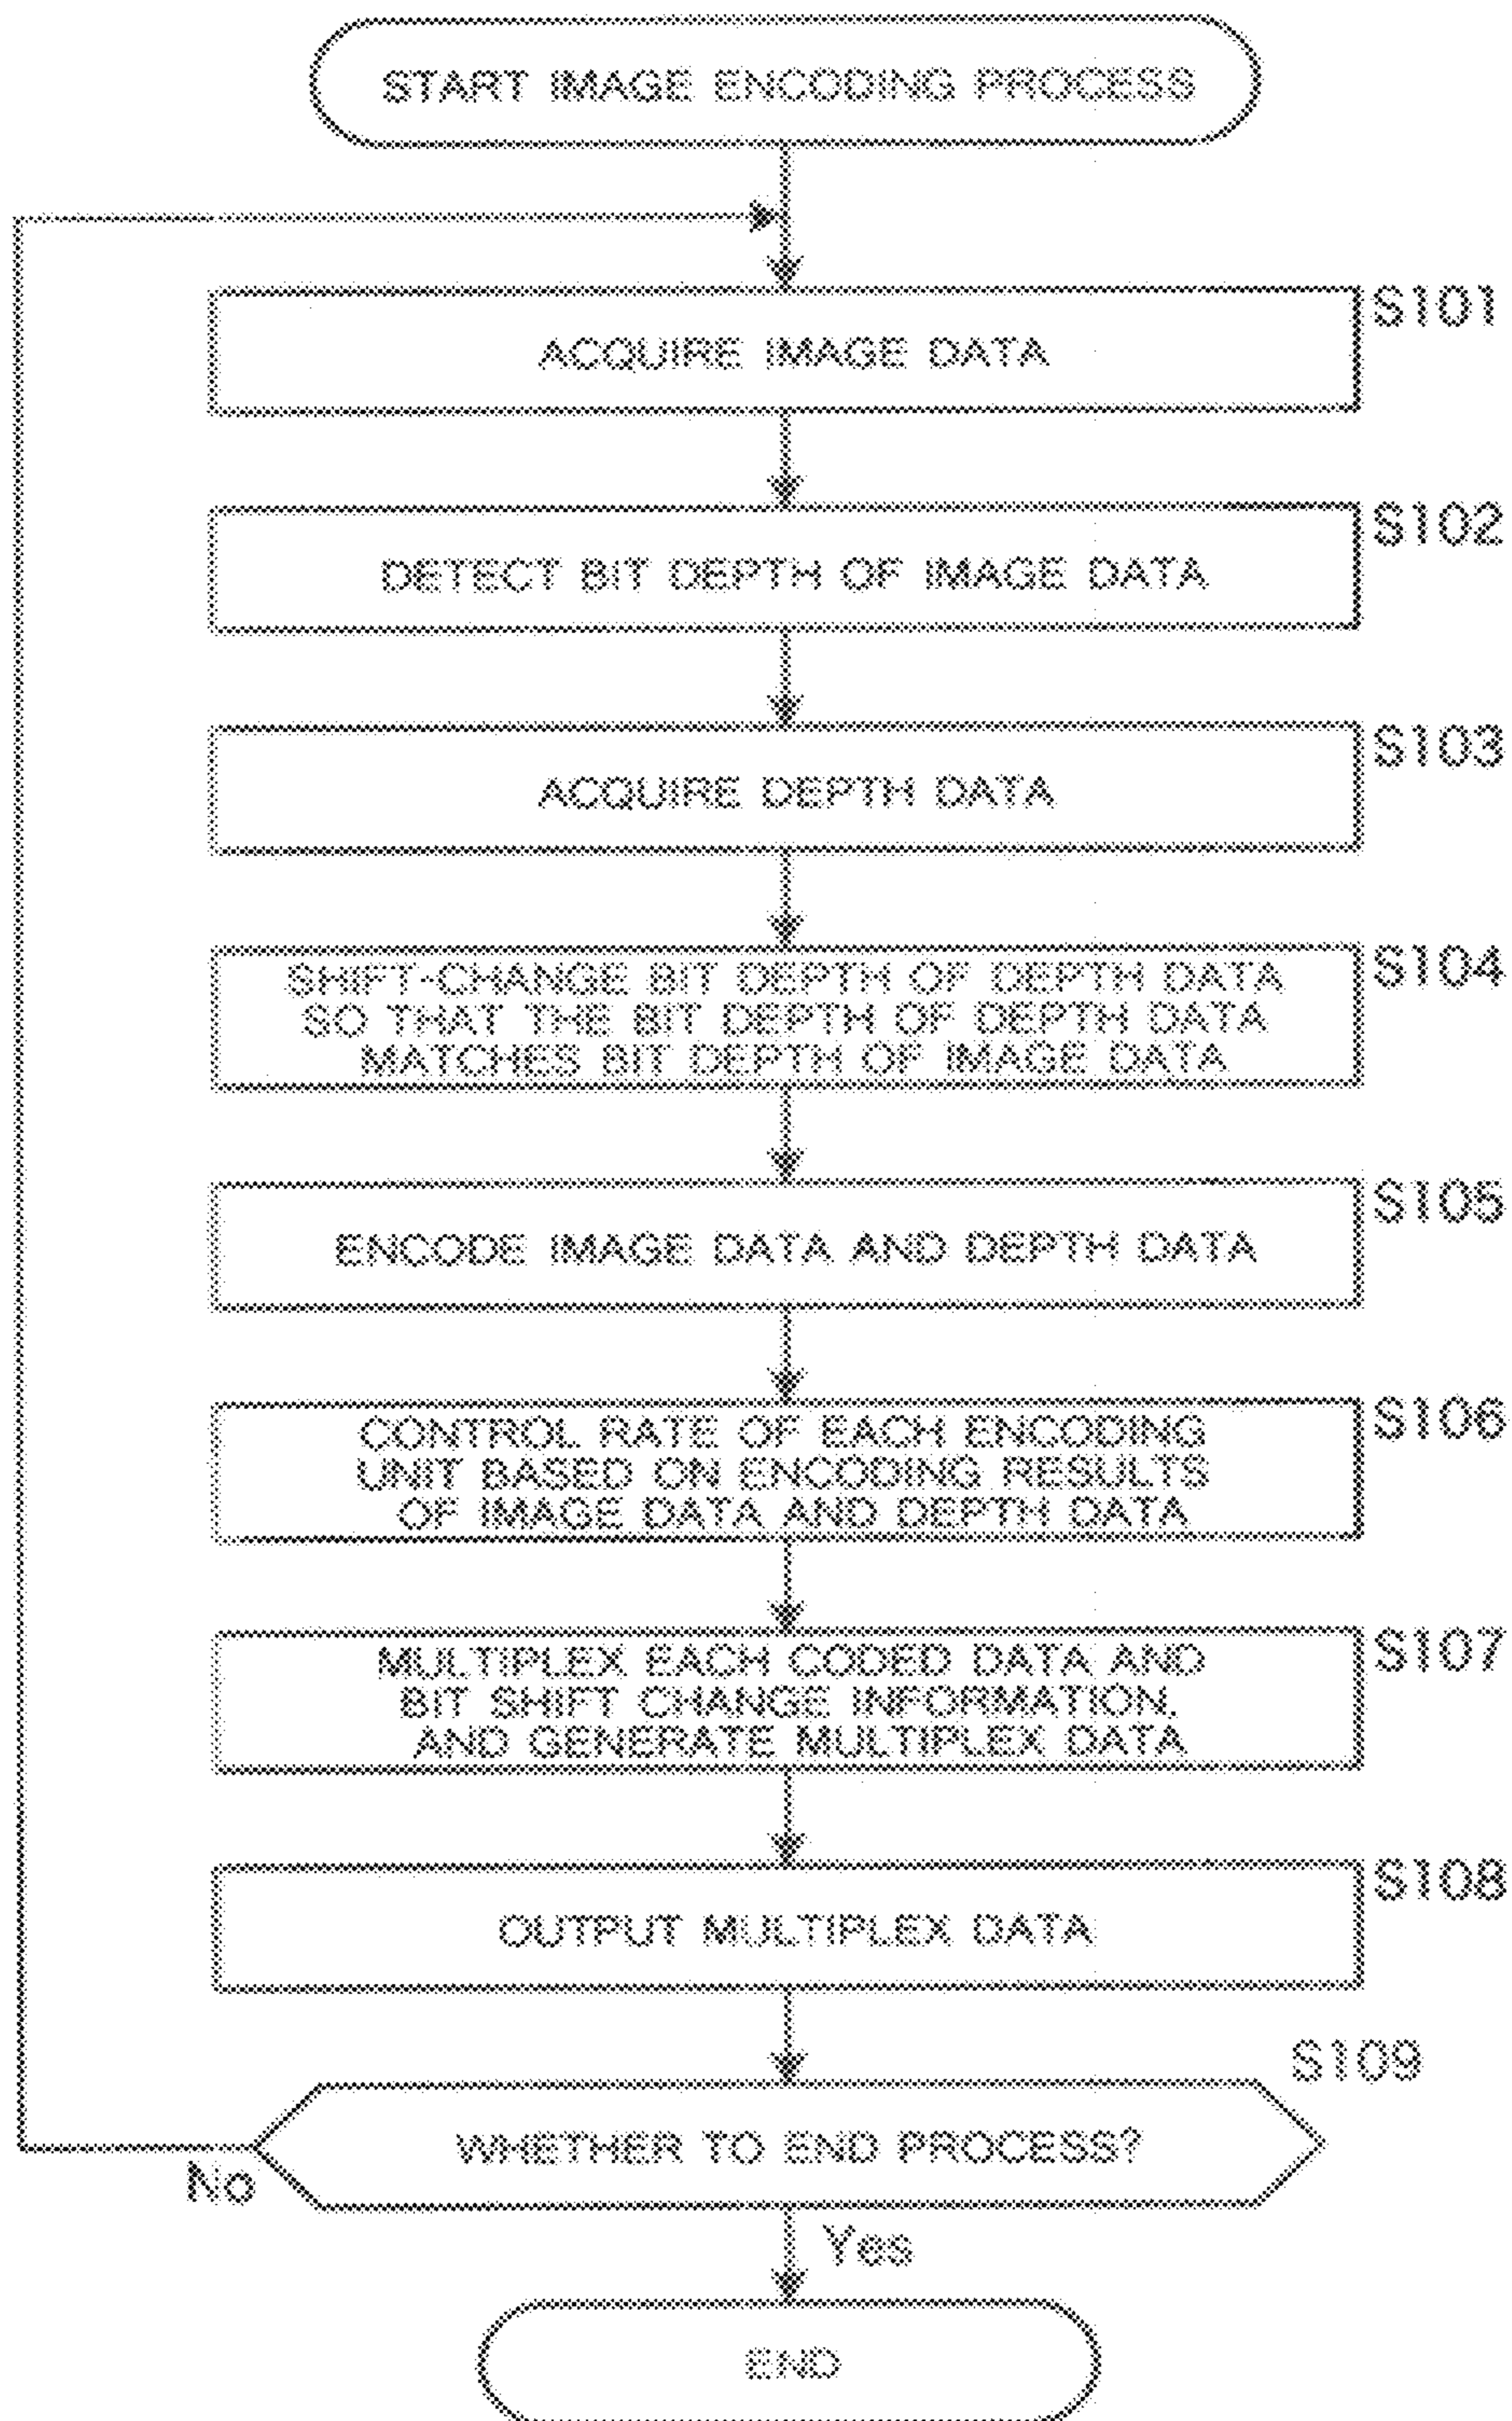 START IMAGE ENCODING PROCESS
S101
ACQUIRE IMAGE DATA
S102
DETECT BIT DEPTH OF IMAGE DATA
S103
ACQUIRE DEPTH DATA
S104
SHIFT-CHANGE BIT DEPTH OF DEPTH DATA
SO THAT THE BIT DEPTH OF DEPTH DATA
MATCHES BIT DEPTH OF IMAGE DATA
S105
ENCODE IMAGE DATA AND DEPTH DATA
S106
CONTROL RATE OF EACH ENCODING
UNIT BASED ON ENCODING RESULTS
OF IMAGE DATA AND DEPTH DATA
S107
MULTIPLEX EACH CODED DATA AND
BIT SHIFT CHANGE INFORMATION,
AND GENERATE MULTIPLEX DATA
S108
OUTPUT MULTIPLEX DATA
S109
WHETHER TO END PROCESS?
No
Yes
END